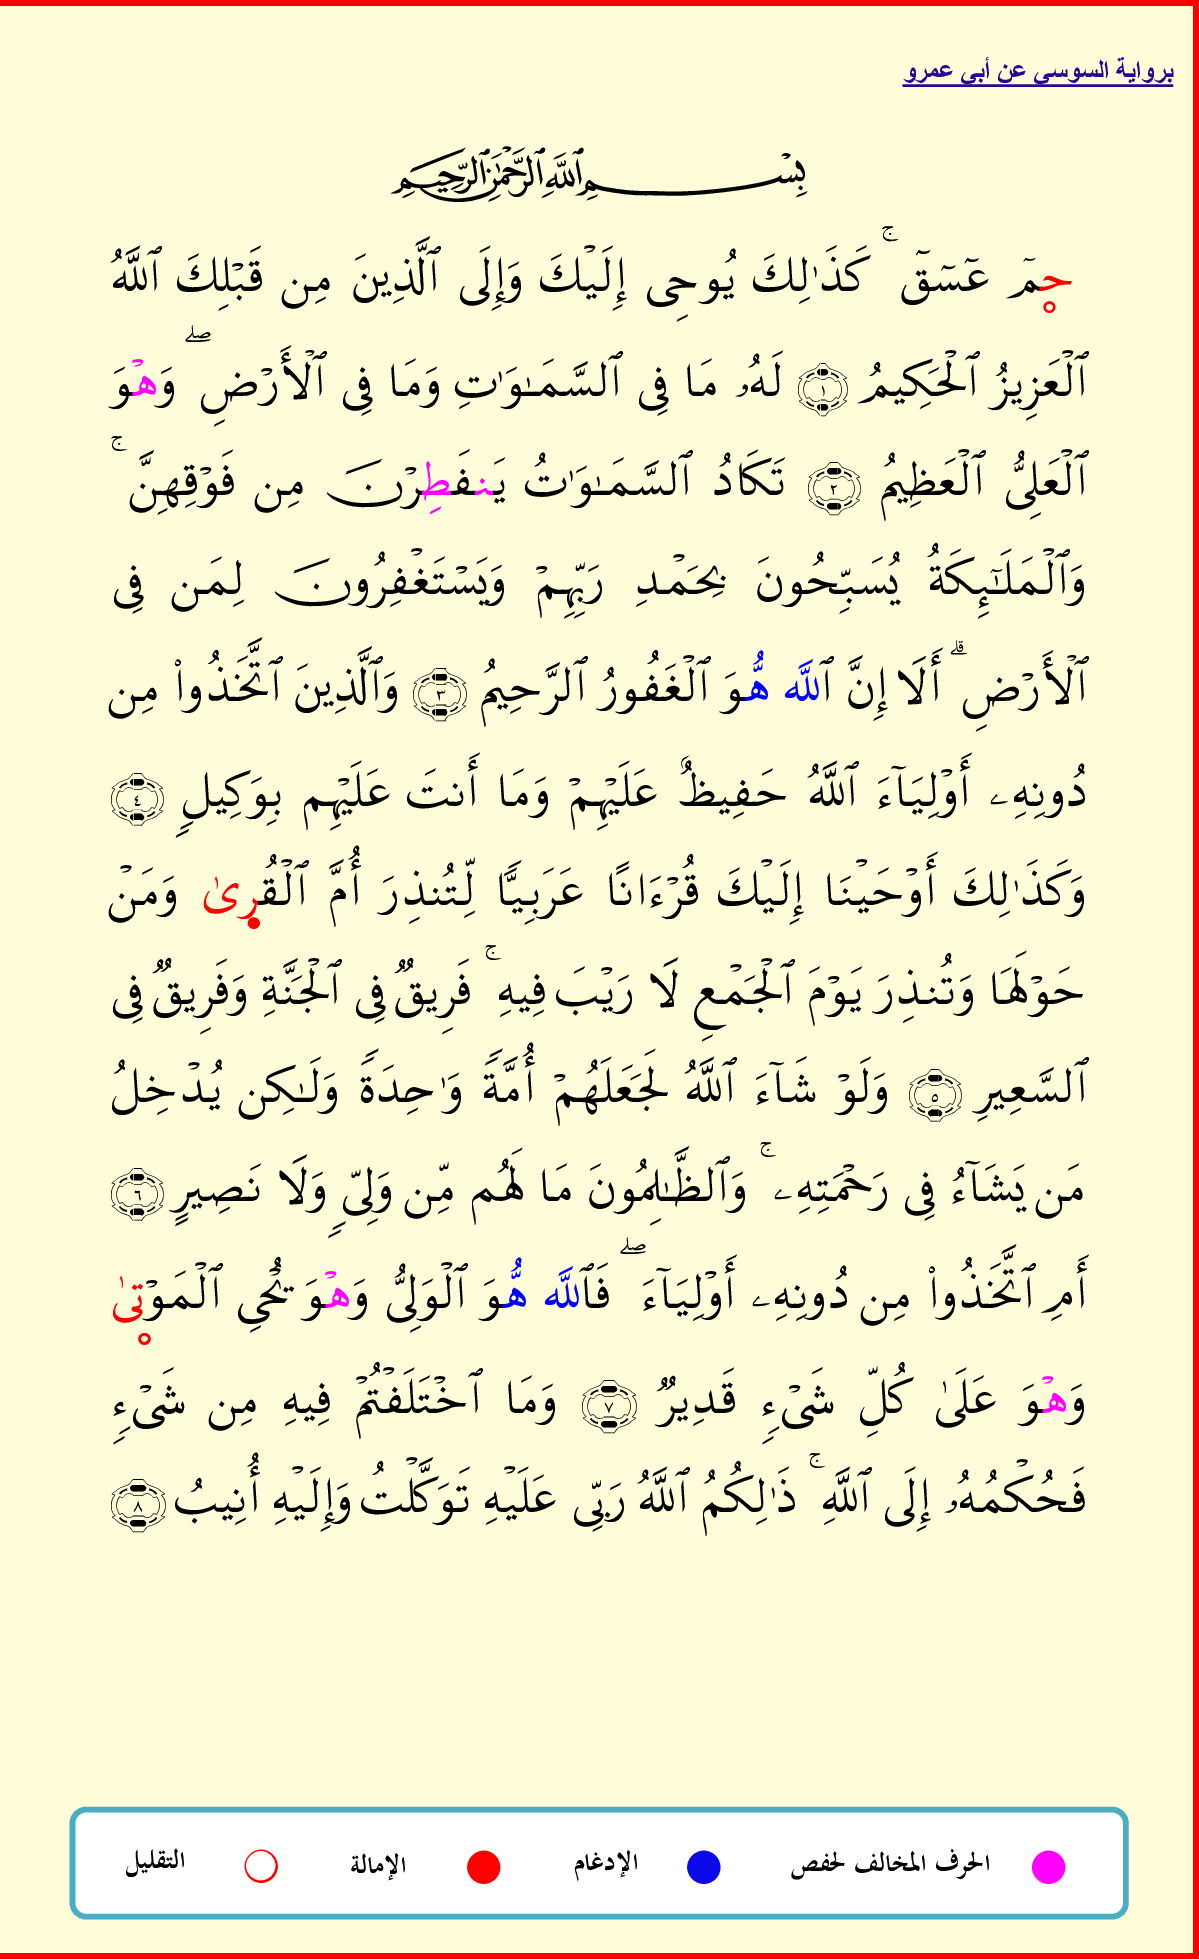 برواية السوسى عن أبى عمرو
بِسْمِ ٱللَّهِ ٱلرَّحْمَٰنِ ٱلرَّحِيمِ
حمٓ عٓسٓقٓ ۚ كَذَٰلِكَ يُوحِى إِلَيْكَ وَإِلَى ٱلَّذِينَ مِن قَبْلِكَ ٱللَّهُ
ٱلْعَزِيزُ ٱلْحَكِيمُ ١ لَهُۥ مَا فِى ٱلسَّمَٰوَٰتِ وَمَا فِى ٱلْأَرْضِ ۖ وَهْوَ
ٱلْعَلِىُّ ٱلْعَظِيمُ ٢ تَكَادُ ٱلسَّمَٰوَٰتُ يَنفَطِرْنَ مِن فَوْقِهِنَّ ۚ
وَٱلْمَلَٰٓئِكَةُ يُسَبِّحُونَ بِحَمْدِ رَبِّهِمْ وَيَسْتَغْفِرُونَ لِمَن فِى
ٱلْأَرْضِ ۗ أَلَا إِنَّ ٱللَّه هُّوَ ٱلْغَفُورُ ٱلرَّحِيمُ ٣ وَٱلَّذِينَ ٱتَّخَذُوا۟ مِن
دُونِهِۦ أَوْلِيَآءَ ٱللَّهُ حَفِيظٌ عَلَيْهِمْ وَمَا أَنتَ عَلَيْهِم بِوَكِيلٍ ٤
وَكَذَٰلِكَ أَوْحَيْنَا إِلَيْكَ قُرْءَانًا عَرَبِيًّا لِّتُنذِرَ أُمَّ ٱلْقُرِىٰ وَمَنْ
حَوْلَهَا وَتُنذِرَ يَوْمَ ٱلْجَمْعِ لَا رَيْبَ فِيهِ ۚ فَرِيقٌ فِى ٱلْجَنَّةِ وَفَرِيقٌ فِى
ٱلسَّعِيرِ ٥ وَلَوْ شَآءَ ٱللَّهُ لَجَعَلَهُمْ أُمَّةً وَٰحِدَةً وَلَٰكِن يُدْخِلُ
مَن يَشَآءُ فِى رَحْمَتِهِۦ ۚ وَٱلظَّٰلِمُونَ مَا لَهُم مِّن وَلِىٍّ وَلَا نَصِيرٍ ٦
أَمِ ٱتَّخَذُوا۟ مِن دُونِهِۦ أَوْلِيَآءَ ۖ فَٱللَّه هُّوَ ٱلْوَلِىُّ وَهْوَ يُحْىِ ٱلْمَوْتىٰ
وَهْوَ عَلَىٰ كُلِّ شَىْءٍ قَدِيرٌ ٧ وَمَا ٱخْتَلَفْتُمْ فِيهِ مِن شَىْءٍ
فَحُكْمُهُۥ إِلَى ٱللَّهِ ۚ ذَٰلِكُمُ ٱللَّهُ رَبِّى عَلَيْهِ تَوَكَّلْتُ وَإِلَيْهِ أُنِيبُ ٨
الحرف المخالف لحفص الإدغام الإمالة التقليل